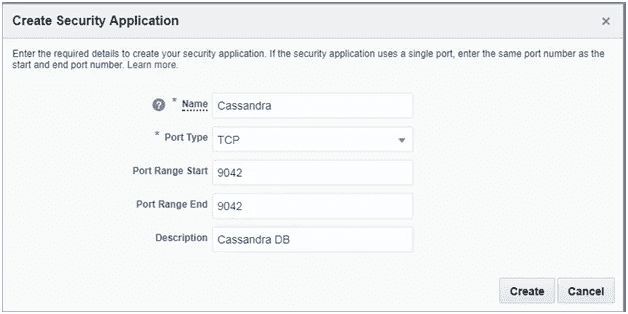 Create Security Application ×
Enter the required details to create your security application. If the security application uses a single port, enter the same port number as the
start and end port number. Learn more.
? * Name Cassandra
* Port Type TCP
Port Range Start 9042
Port Range End 9042
Description Cassandra DB
Create Cancel